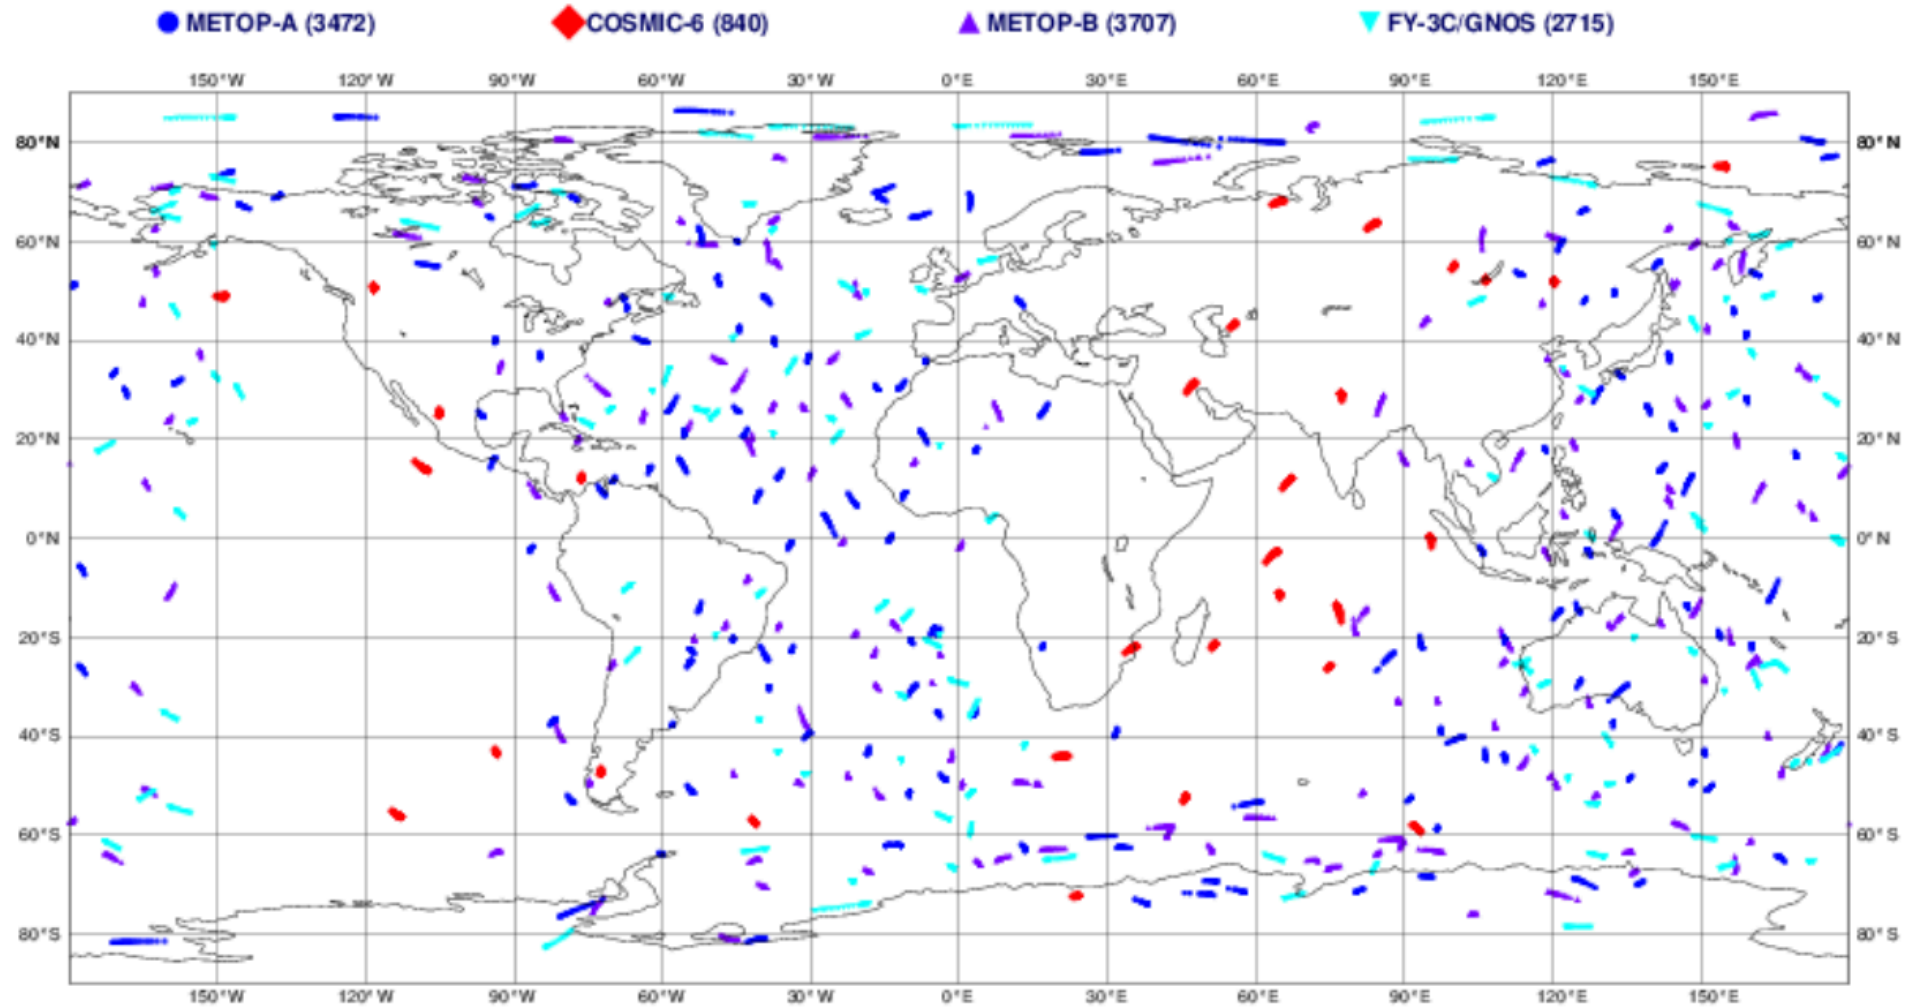 METOP-A (3472) COSMIC-6 (840) METOP-B (3707) FY-3C/GNOS (2715)
150°W 120°W 90°W 60°W 30°W 0°E 30°E 60°E 90°E 120°E 150°E
80°N 80°N
60°N 60°N
40°N 40°N
20°N 20°N
0°N 0°N
20°S 20°S
40°S 40°S
60°S 60°S
80°S 80°S
150°W 120°W 90°W 60°W 30°W 0°E 30°E 60°E 90°E 120°E 150°E